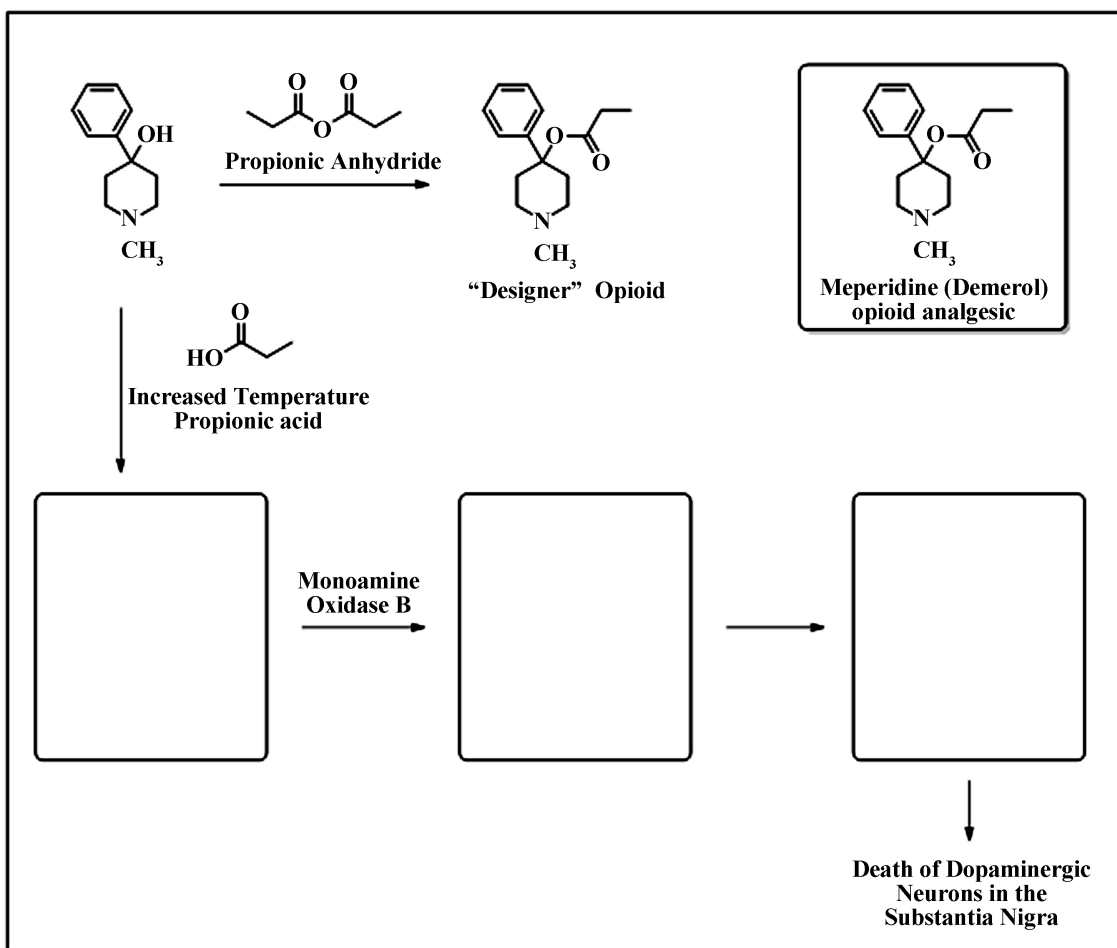 O O
OH
O
Propionic Anhydride
N
CH3
O
O
N
CH3
“Designer” Opioid
O
O
N
CH3
Meperidine (Demerol)
opioid analgesic
O
HO
Increased Temperature
Propionic acid
Monoamine
Oxidase B
Death of Dopaminergic
Neurons in the
Substantia Nigra